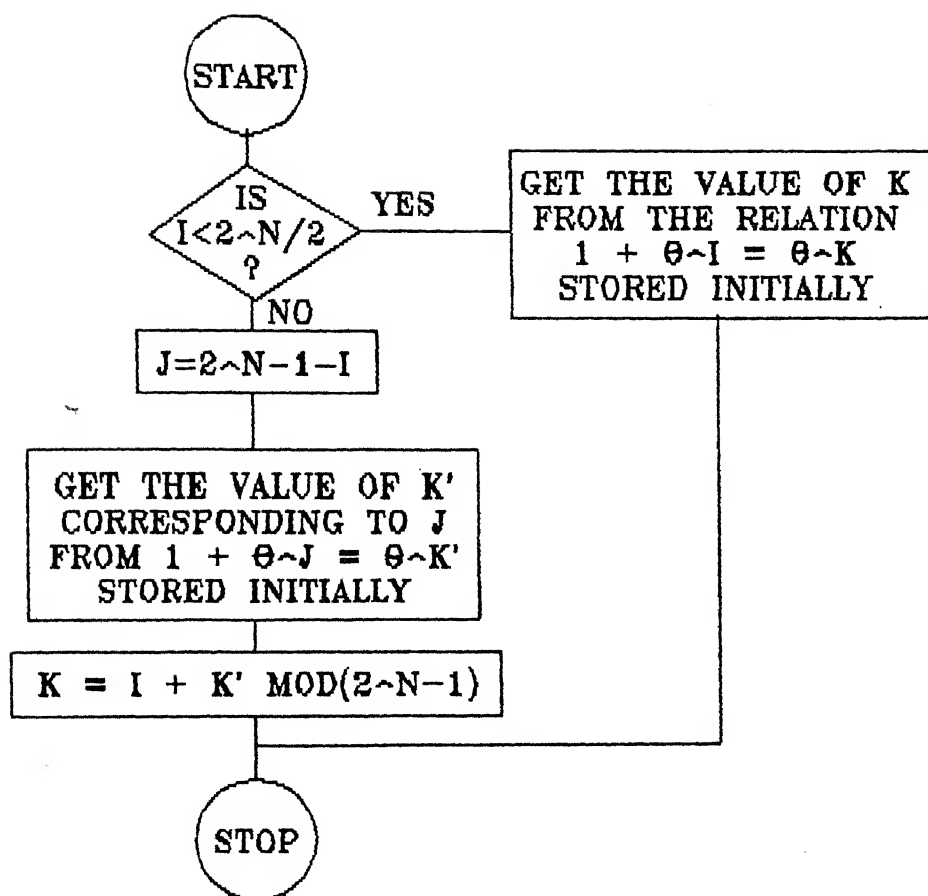 START
IS
I<2^N/2
?
YES
NO
GET THE VALUE OF K
FROM THE RELATION
1 + θ^I = θ^K
STORED INITIALLY
J=2^N-1-I
GET THE VALUE OF K'
CORRESPONDING TO J
FROM 1 + θ^J = θ^K'
STORED INITIALLY
K = I + K' MOD(2^N-1)
STOP